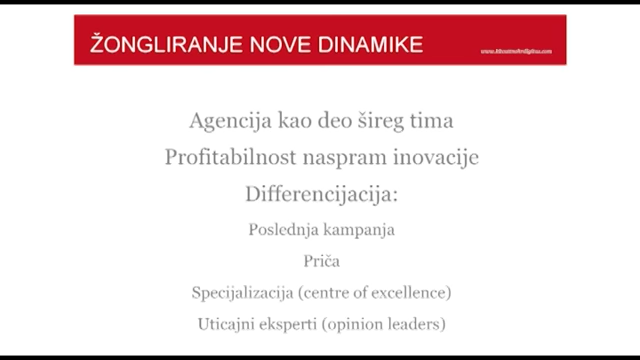 ŽONGLIRANJE NOVE DINAMIKE
Agencija kao deo šireg tima
Profitabilnost naspram inovacije
Differencijacija:
Poslednja kampanja
Priča
Specijalizacija (centre of excellence)
Uticajni eksperti (opinion leaders)